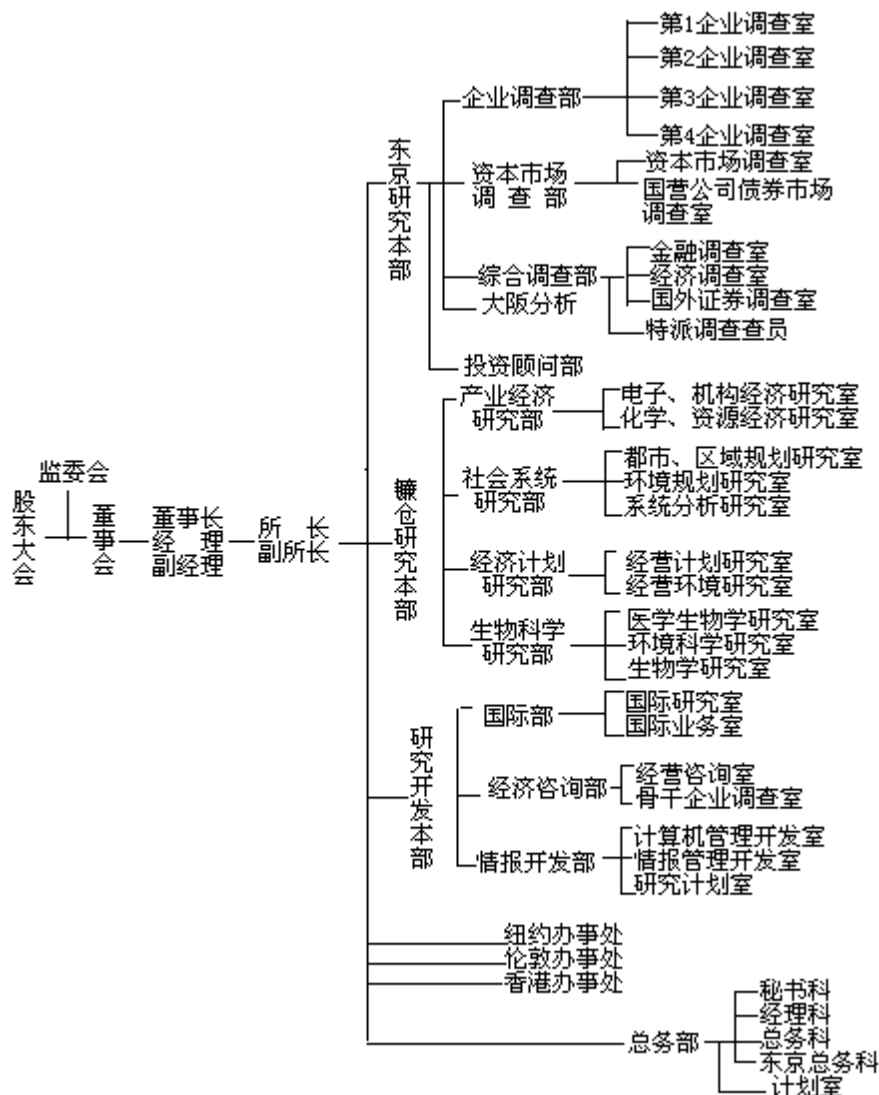 股东大会
监委会
董事会
董事长
经 理
副经理
所 长
副所长
东京研究本部
企业调查部
第1企业调查室
第2企业调查室
第3企业调查室
第4企业调查室
资本市场
调 查 部
资本市场调查室
国营公司债券市场
调查室
综合调查部
金融调查室
经济调查室
国外证券调查室
特派调查查员
大阪分析
投资顾问部
镰仓研究本部
产业经济
研究部
电子、机构经济研究室
化学、资源经济研究室
社会系统
研究部
都市、区域规划研究室
环境规划研究室
系统分析研究室
经济计划
研究部
经营计划研究室
经营环境研究室
生物科学
研究部
医学生物学研究室
环境科学研究室
生物学研究室
研究开发本部
国际部
国际研究室
国际业务室
经济咨询部
经营咨询室
骨干企业调查室
情报开发部
计算机管理开发室
情报管理开发室
研究计划室
纽约办事处
伦敦办事处
香港办事处
总务部
秘书科
经理科
总务科
东京总务科
计划室